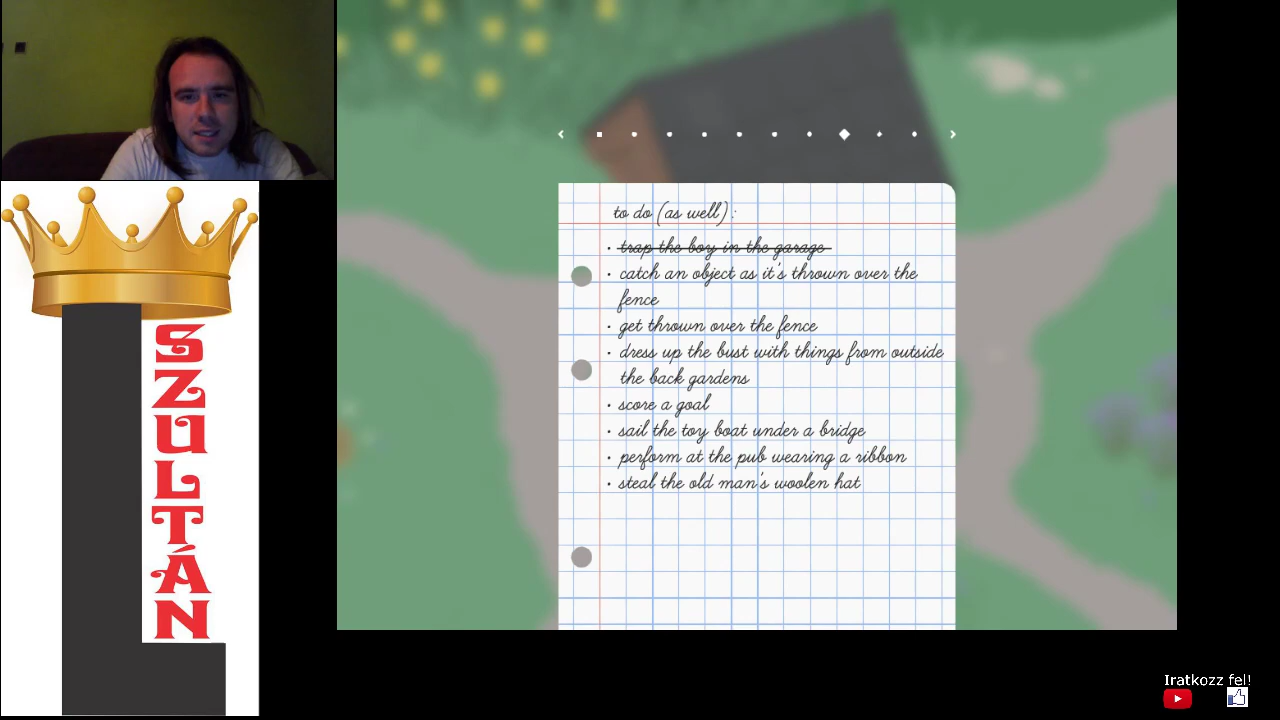 to do (as well):
· trap the boy in the garage
· catch an object as it's thrown over the
fence
· get thrown over the fence
· dress up the bust with things from outside
the back gardens
· score a goal
· sail the toy boat under a bridge
· perform at the pub wearing a ribbon
· steal the old man's woolen hat
L
SZULTÁN
Iratkozz fel!